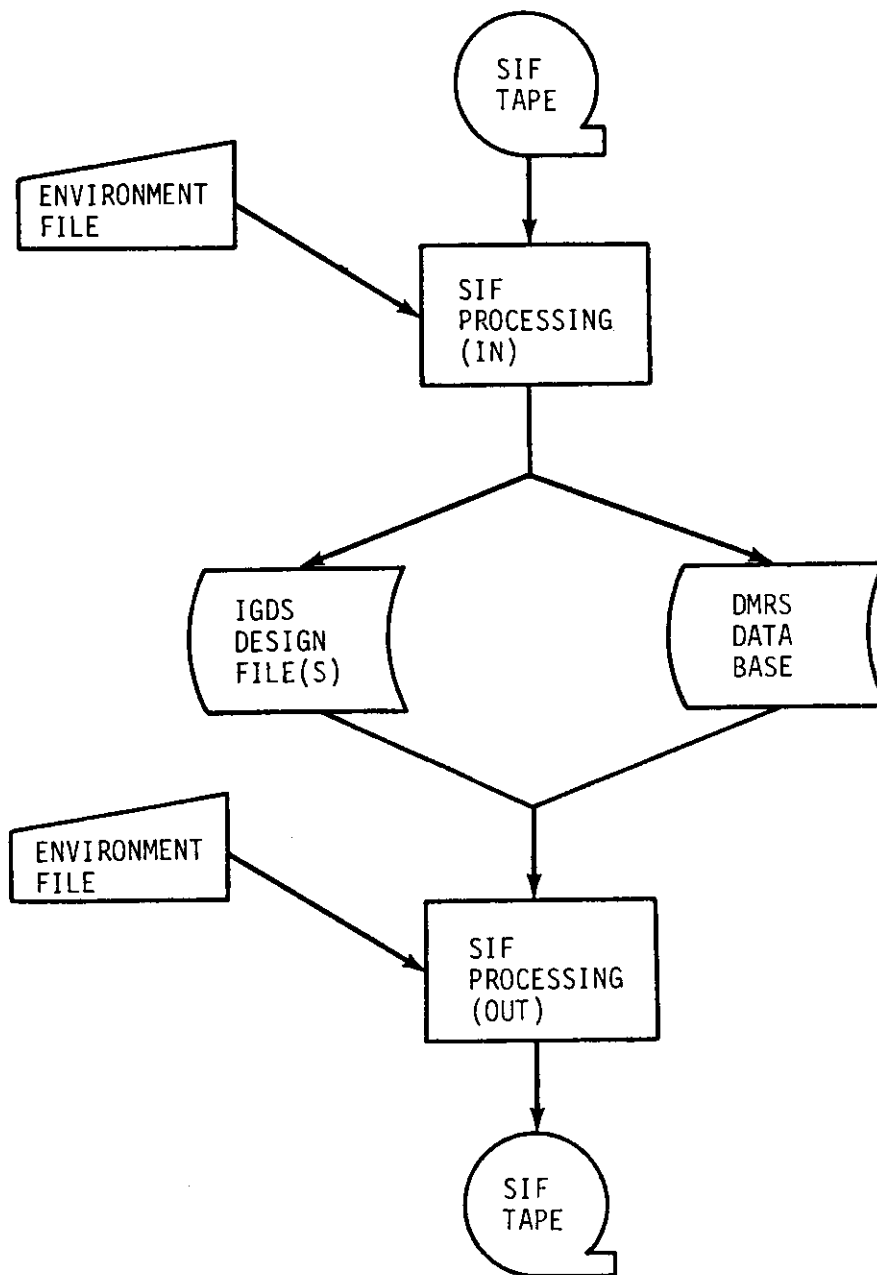 SIF
TAPE
ENVIRONMENT
FILE
SIF
PROCESSING
(IN)
IGDS
DESIGN
FILE(S)
DMRS
DATA
BASE
ENVIRONMENT
FILE
SIF
PROCESSING
(OUT)
SIF
TAPE